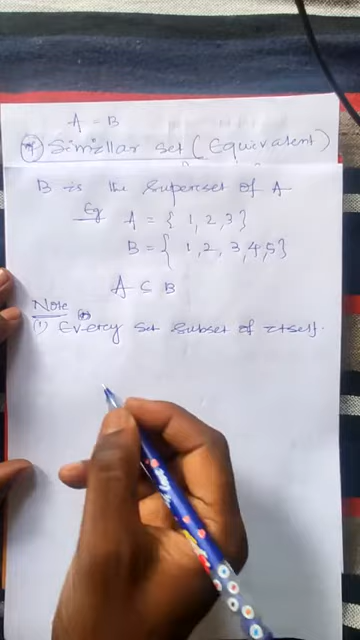 A = B
Simillar set (Equivalent)
B is the Superset of A
Eg A = { 1, 2, 3 }
B = { 1, 2, 3, 4, 5 }
A ⊆ B
Note
(1) Every set subset of itself.